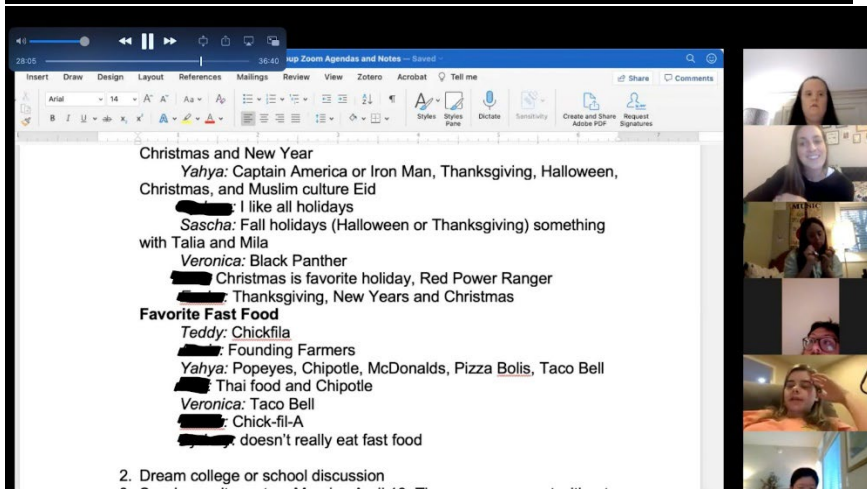 28:05
36:40
oup Zoom Agendas and Notes — Saved
Insert Draw Design Layout References Mailings Review View Zotero Acrobat Tell me
Share Comments
Arial 14
Styles Styles Pane Dictate Sensitivity Create and Share Adobe PDF Request Signatures
Christmas and New Year
Yahya: Captain America or Iron Man, Thanksgiving, Halloween,
Christmas, and Muslim culture Eid
: I like all holidays
Sascha: Fall holidays (Halloween or Thanksgiving) something
with Talia and Mila
Veronica: Black Panther
Christmas is favorite holiday, Red Power Ranger
: Thanksgiving, New Years and Christmas
Favorite Fast Food
Teddy: Chickfila
: Founding Farmers
Yahya: Popeyes, Chipotle, McDonalds, Pizza Bolis, Taco Bell
: Thai food and Chipotle
Veronica: Taco Bell
: Chick-fil-A
: doesn't really eat fast food
2. Dream college or school discussion
MUSIC